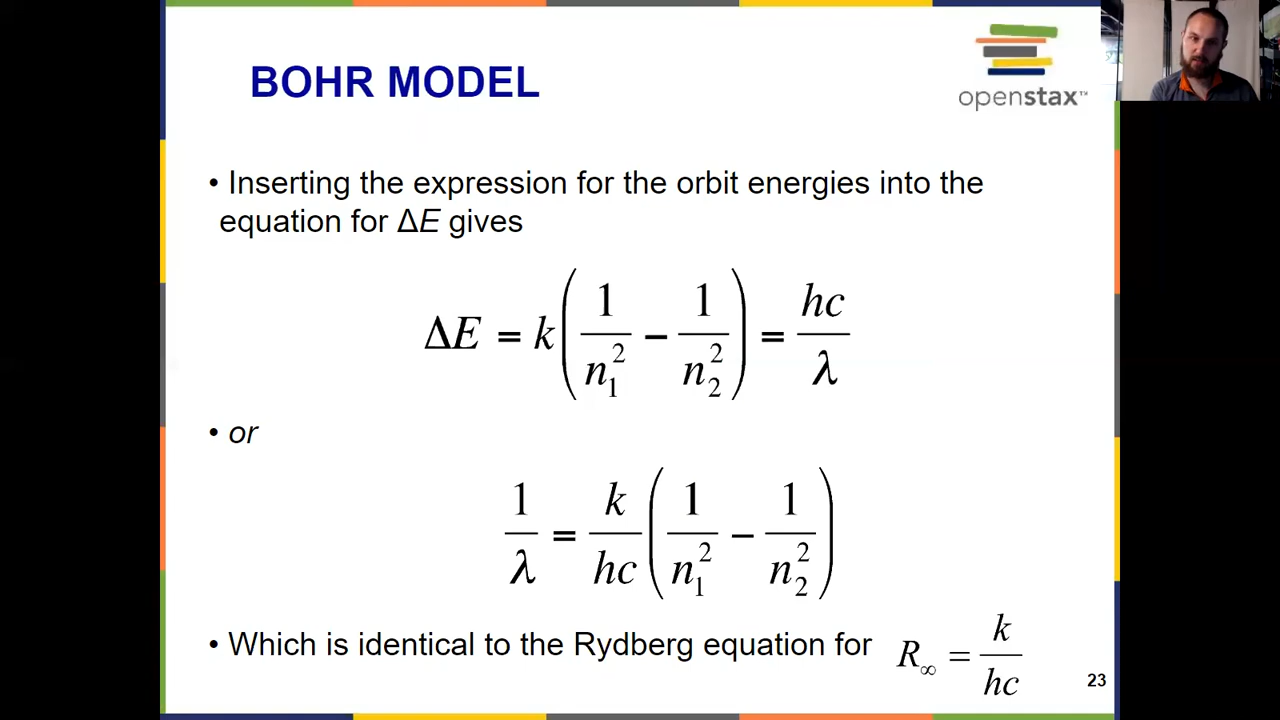 openstax™
BOHR MODEL
• Inserting the expression for the orbit energies into the
equation for ΔE gives
ΔE = k(1/n₁² − 1/n₂²) = hc/λ
• or
1/λ = k/hc(1/n₁² − 1/n₂²)
• Which is identical to the Rydberg equation for R∞ = k/hc
23